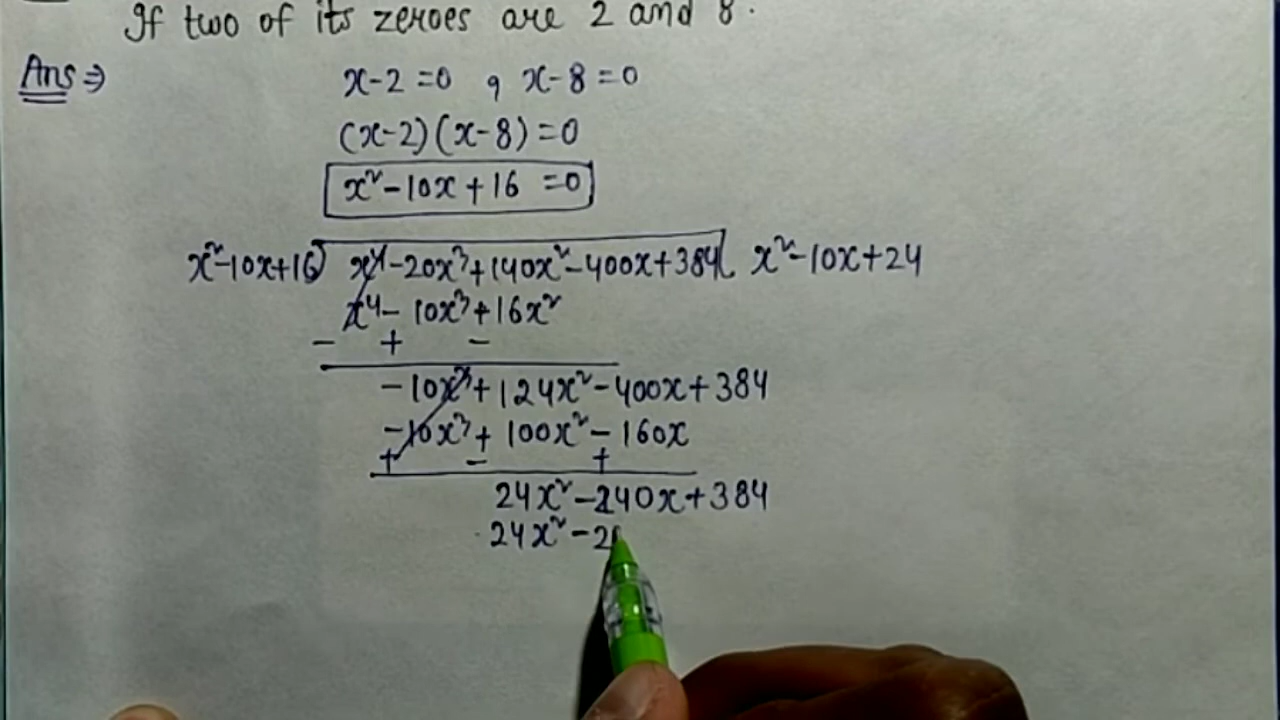 If two of its zeroes are 2 and 8.
Ans ⇒ x-2=0 , x-8=0
(x-2)(x-8)=0
x²-10x+16 =0
x²-10x+16) x⁴-20x³+140x²-400x+384( x²-10x+24
x⁴- 10x³+16x²
- + -
-10x³+124x²-400x+384
-10x³+ 100x²- 160x
+ - +
24x²-240x+384
24x²-2